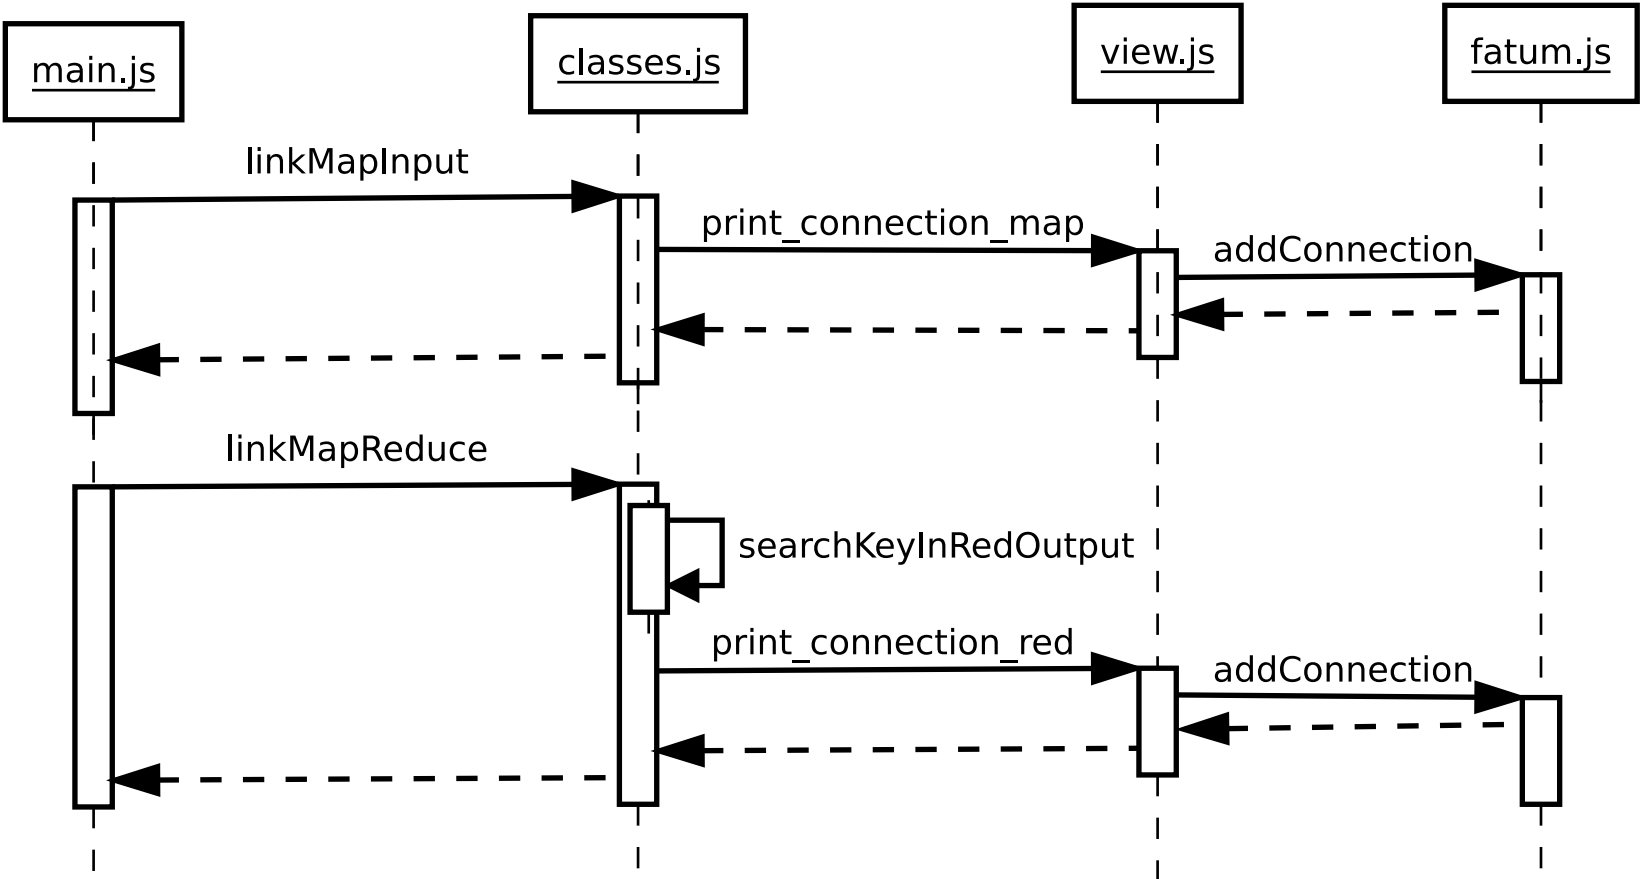 main.js
classes.js
view.js
fatum.js
linkMapInput
print_connection_map
addConnection
linkMapReduce
searchKeyInRedOutput
print_connection_red
addConnection